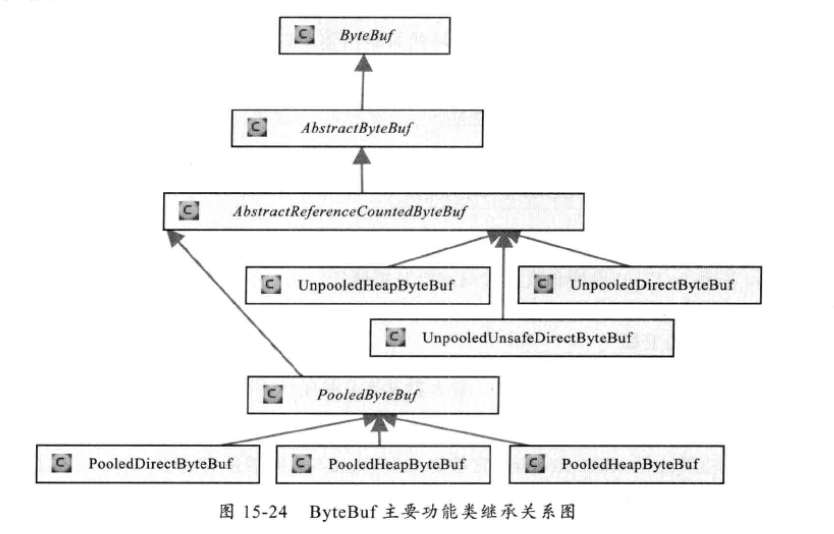 ByteBuf
AbstractByteBuf
AbstractReferenceCountedByteBuf
UnpooledHeapByteBuf
UnpooledDirectByteBuf
UnpooledUnsafeDirectByteBuf
PooledByteBuf
PooledDirectByteBuf
PooledHeapByteBuf
PooledHeapByteBuf
图 15-24 ByteBuf 主要功能类继承关系图